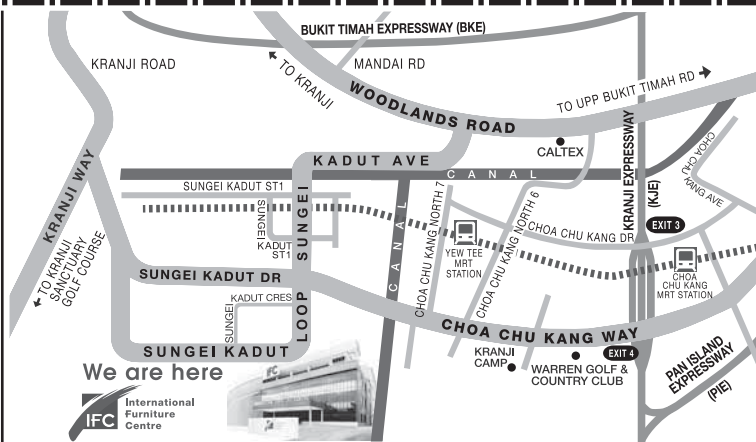 BUKIT TIMAH EXPRESSWAY (BKE)
KRANJI ROAD
TO KRANJI
MANDAI RD
WOODLANDS ROAD
TO UPP BUKIT TIMAH RD
CALTEX
KADUT AVE
CANAL
KRANJI EXPRESSWAY
(KJE)
CHOA CHU
KANG AVE
SUNGEI KADUT ST1
SUNGEI
KADUT
ST1
SUNGEI
LOOP
CANAL
CHOA CHU KANG NORTH 7
CHOA CHU KANG NORTH 6
CHOA CHU KANG DR
EXIT 3
YEW TEE
MRT
STATION
CHOA
CHU KANG
MRT STATION
KRANJI WAY
TO KRANJI
SANCTUARY
GOLF COURSE
SUNGEI KADUT DR
KADUT CRES
SUNGEI
SUNGEI KADUT
CHOA CHU KANG WAY
KRANJI
CAMP
WARREN GOLF &
COUNTRY CLUB
EXIT 4
PAN ISLAND
EXPRESSWAY
(PIE)
We are here
IFC
International
Furniture
Centre
IFC